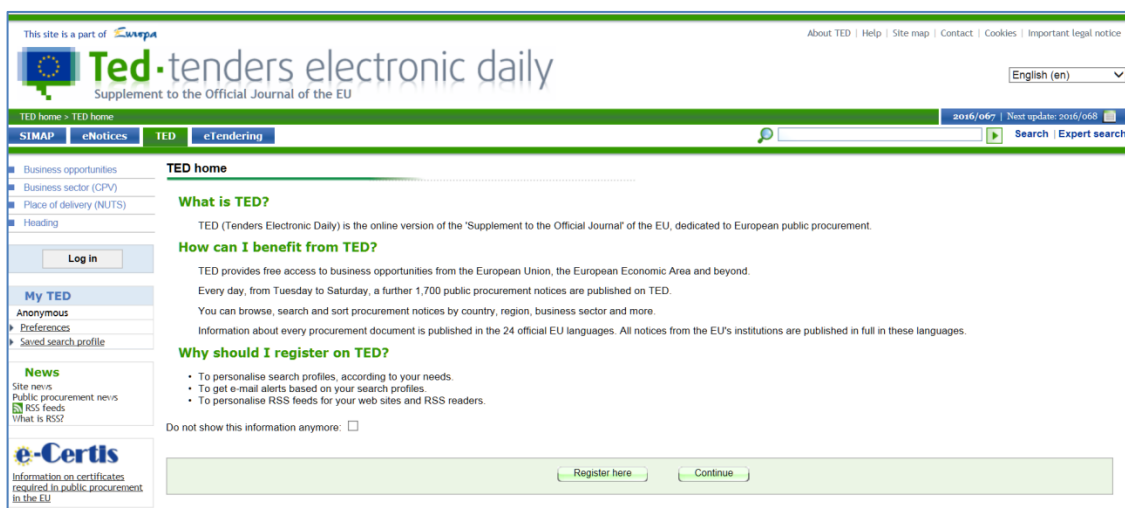 This site is a part of Europa
About TED | Help | Site map | Contact | Cookies | Important legal notice
Ted·tenders electronic daily
Supplement to the Official Journal of the EU
English (en)
TED home > TED home
2016/067 | Next update: 2016/068
SIMAP eNotices TED eTendering
Search | Expert search
Business opportunities
Business sector (CPV)
Place of delivery (NUTS)
Heading
Log in
My TED
Anonymous
Preferences
Saved search profile
News
Site news
Public procurement news
RSS feeds
What is RSS?
e-Certis
Information on certificates
required in public procurement
in the EU
TED home
What is TED?
TED (Tenders Electronic Daily) is the online version of the 'Supplement to the Official Journal' of the EU, dedicated to European public procurement.
How can I benefit from TED?
TED provides free access to business opportunities from the European Union, the European Economic Area and beyond.
Every day, from Tuesday to Saturday, a further 1,700 public procurement notices are published on TED.
You can browse, search and sort procurement notices by country, region, business sector and more.
Information about every procurement document is published in the 24 official EU languages. All notices from the EU's institutions are published in full in these languages.
Why should I register on TED?
• To personalise search profiles, according to your needs.
• To get e-mail alerts based on your search profiles.
• To personalise RSS feeds for your web sites and RSS readers.
Do not show this information anymore:
Register here
Continue